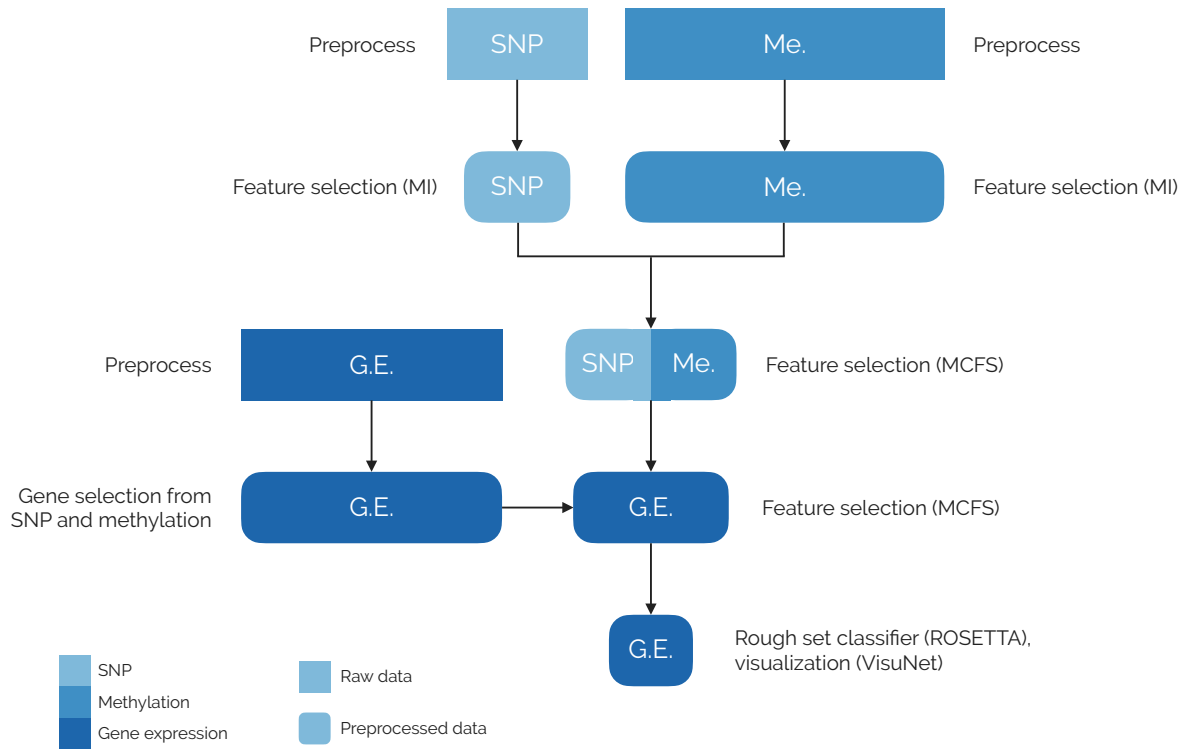 Preprocess
SNP
Me.
Preprocess
Feature selection (MI)
SNP
Me.
Feature selection (MI)
Preprocess
G.E.
SNP
Me.
Feature selection (MCFS)
Gene selection from
SNP and methylation
G.E.
G.E.
Feature selection (MCFS)
G.E.
Rough set classifier (ROSETTA),
visualization (VisuNet)
SNP
Methylation
Gene expression
Raw data
Preprocessed data